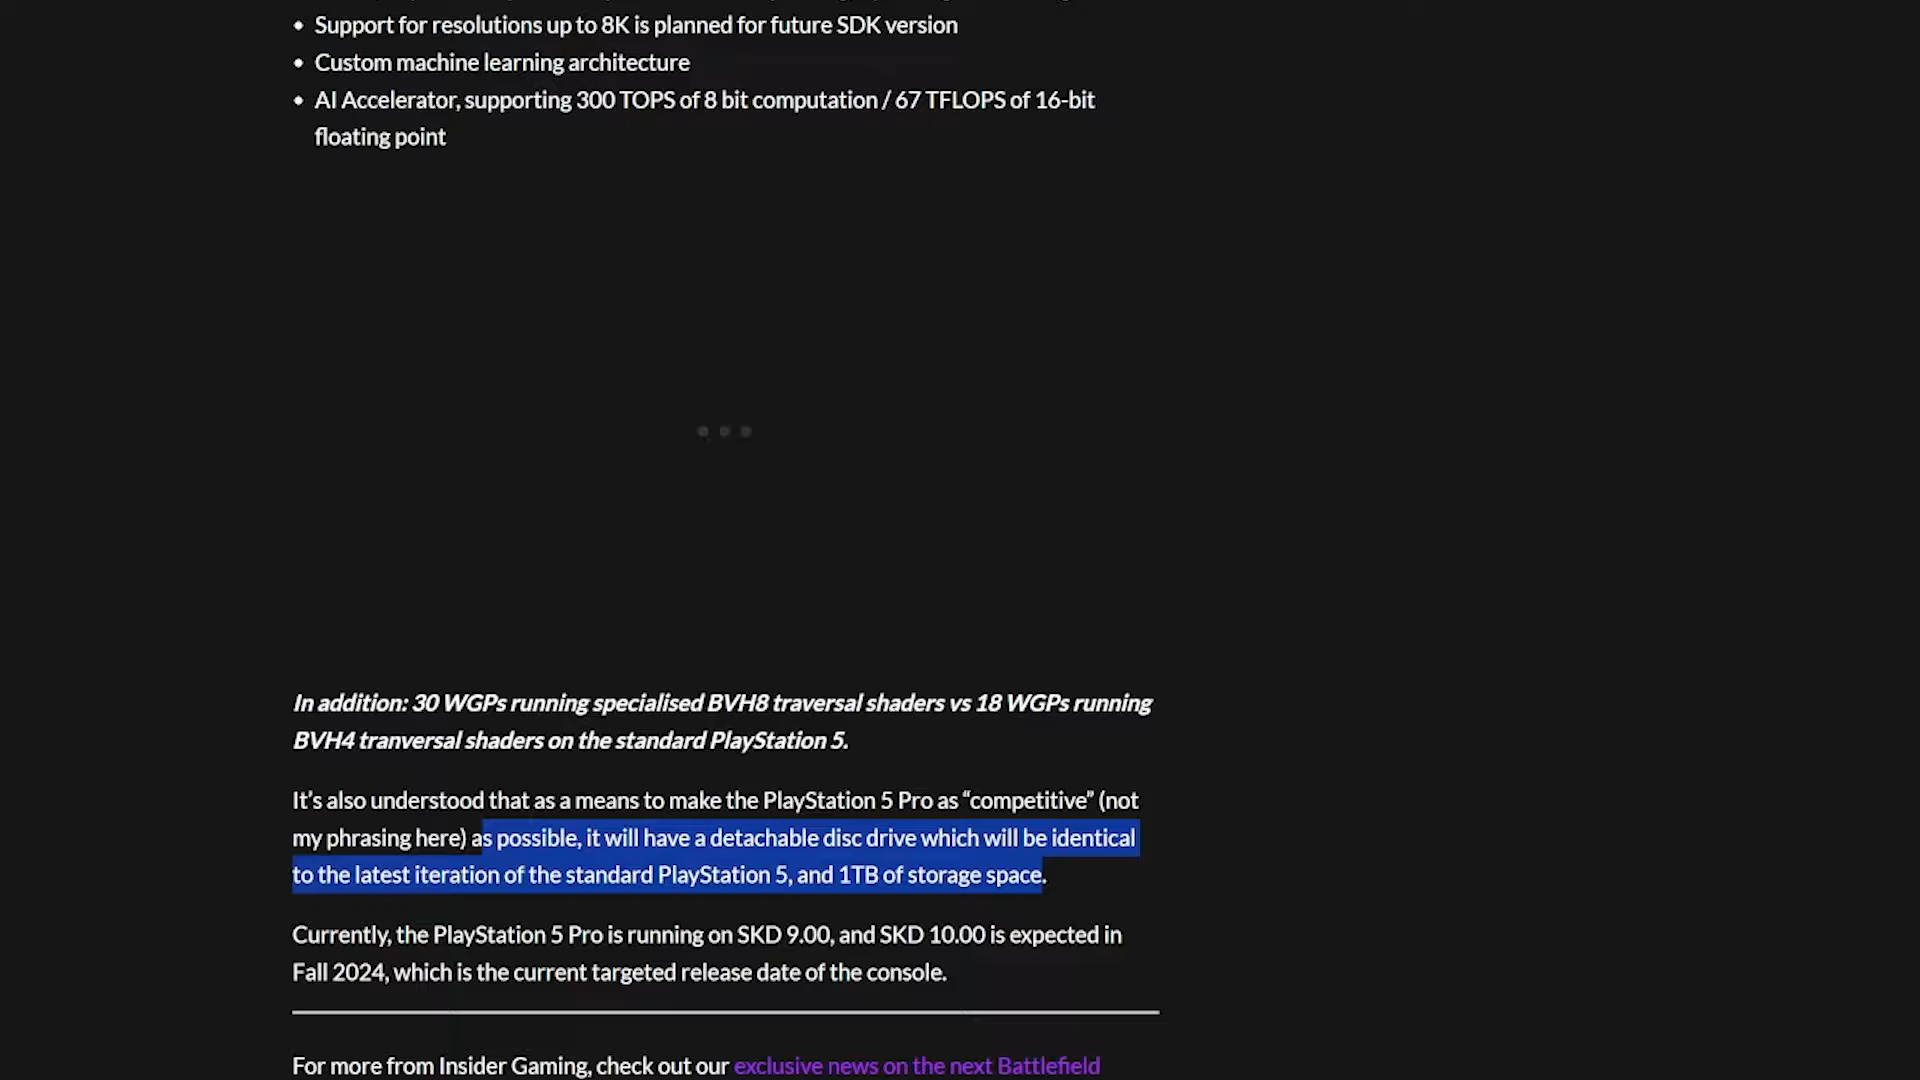 • Support for resolutions up to 8K is planned for future SDK version
• Custom machine learning architecture
• AI Accelerator, supporting 300 TOPS of 8 bit computation / 67 TFLOPS of 16-bit
floating point
In addition: 30 WGPs running specialised BVH8 traversal shaders vs 18 WGPs running
BVH4 tranversal shaders on the standard PlayStation 5.
It’s also understood that as a means to make the PlayStation 5 Pro as “competitive” (not
my phrasing here) as possible, it will have a detachable disc drive which will be identical
to the latest iteration of the standard PlayStation 5, and 1TB of storage space.
Currently, the PlayStation 5 Pro is running on SKD 9.00, and SKD 10.00 is expected in
Fall 2024, which is the current targeted release date of the console.
For more from Insider Gaming, check out our exclusive news on the next Battlefield